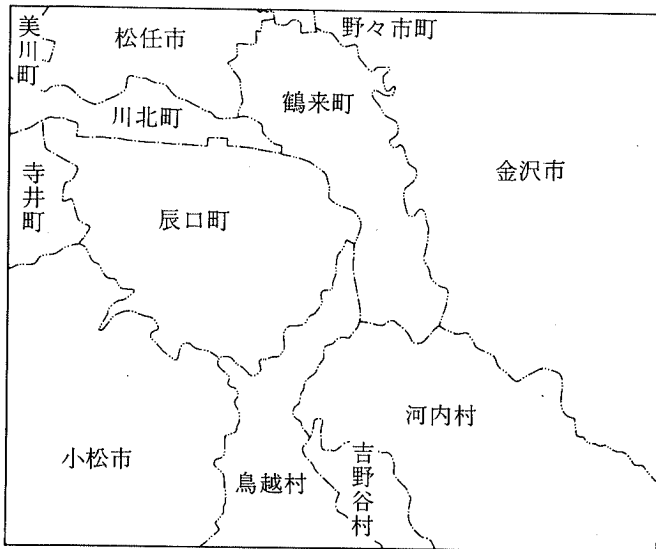 美川町
松任市
野々市町
鶴来町
川北町
金沢市
寺井町
辰口町
河内村
小松市
鳥越村
吉野谷村